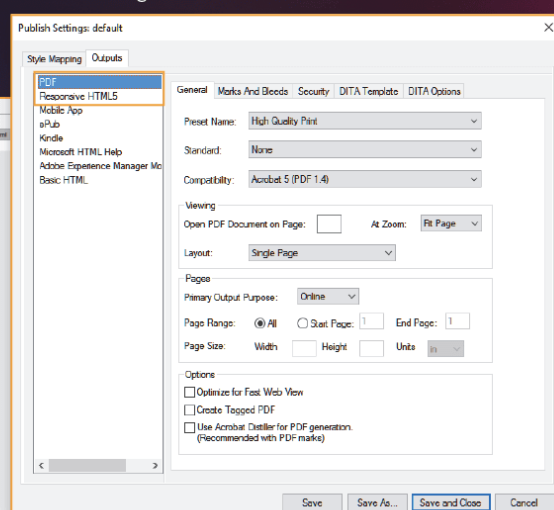 Publish Settings: default
Style Mapping Outputs
PDF
Responsive HTML5
Mobile App
ePub
Kindle
Microsoft HTML Help
Adobe Experience Manager Mo
Basic HTML
General Marks And Bleeds Security DITA Template DITA Options
Preset Name: High Quality Print
Standard: None
Compatibility: Acrobat 5 (PDF 1.4)
Viewing
Open PDF Document on Page: At Zoom: Fit Page
Layout: Single Page
Pages
Primary Output Purpose: Online
Page Range: All Start Page: 1 End Page: 1
Page Size: Width Height Units in
Options
Optimize for Fast Web View
Create Tagged PDF
Use Acrobat Distiller for PDF generation.
(Recommended with PDF marks)
Save Save As... Save and Close Cancel